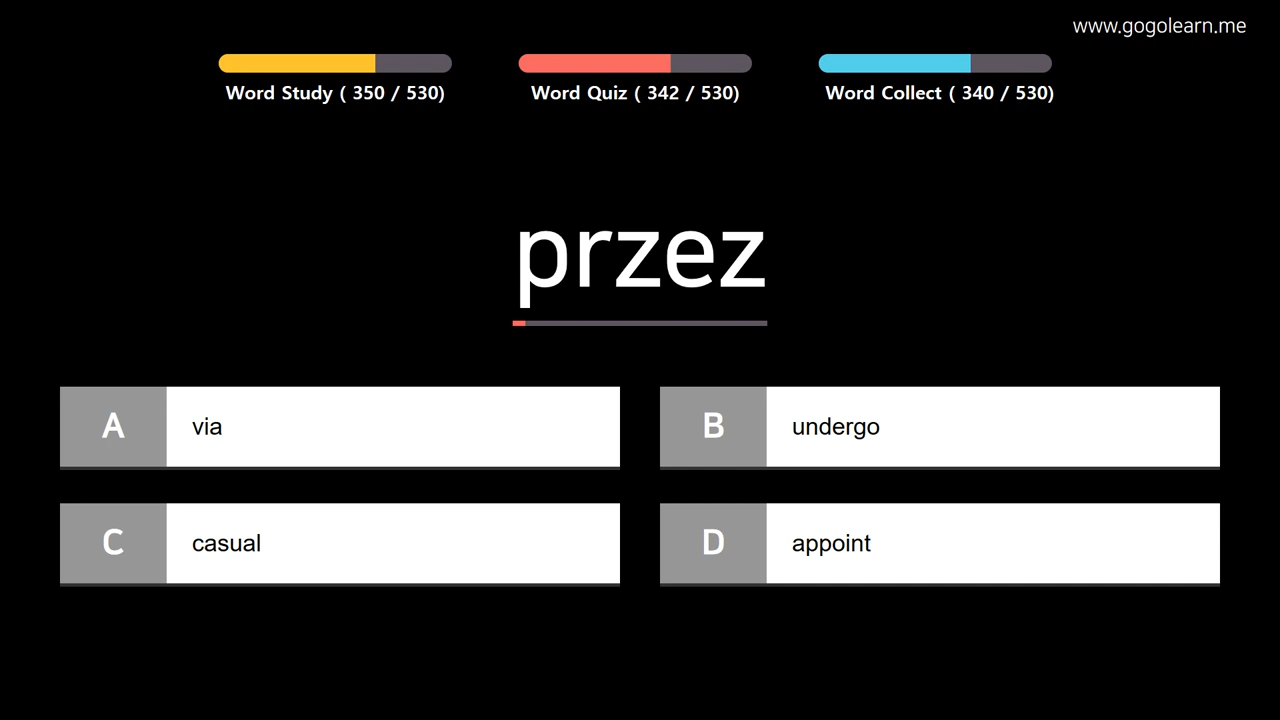 www.gogolearn.me
Word Study ( 350 / 530)
Word Quiz ( 342 / 530)
Word Collect ( 340 / 530)
przez
A via
B undergo
C casual
D appoint